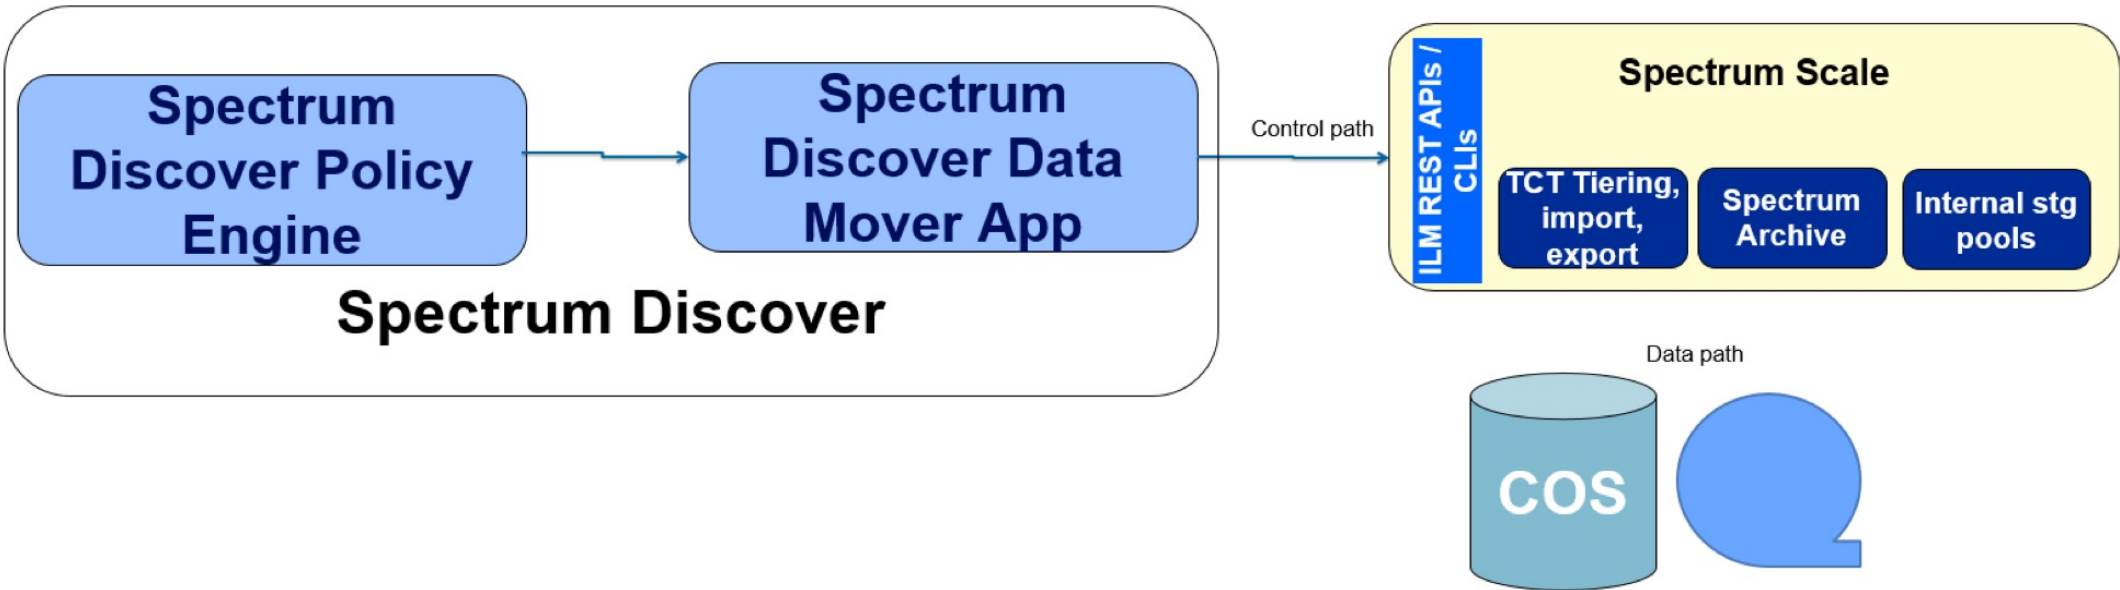 Spectrum
Discover Policy
Engine
Spectrum
Discover Data
Mover App
Spectrum Discover
Control path
ILM REST APIs /
CLIs
Spectrum Scale
TCT Tiering,
import,
export
Spectrum
Archive
Internal stg
pools
Data path
COS